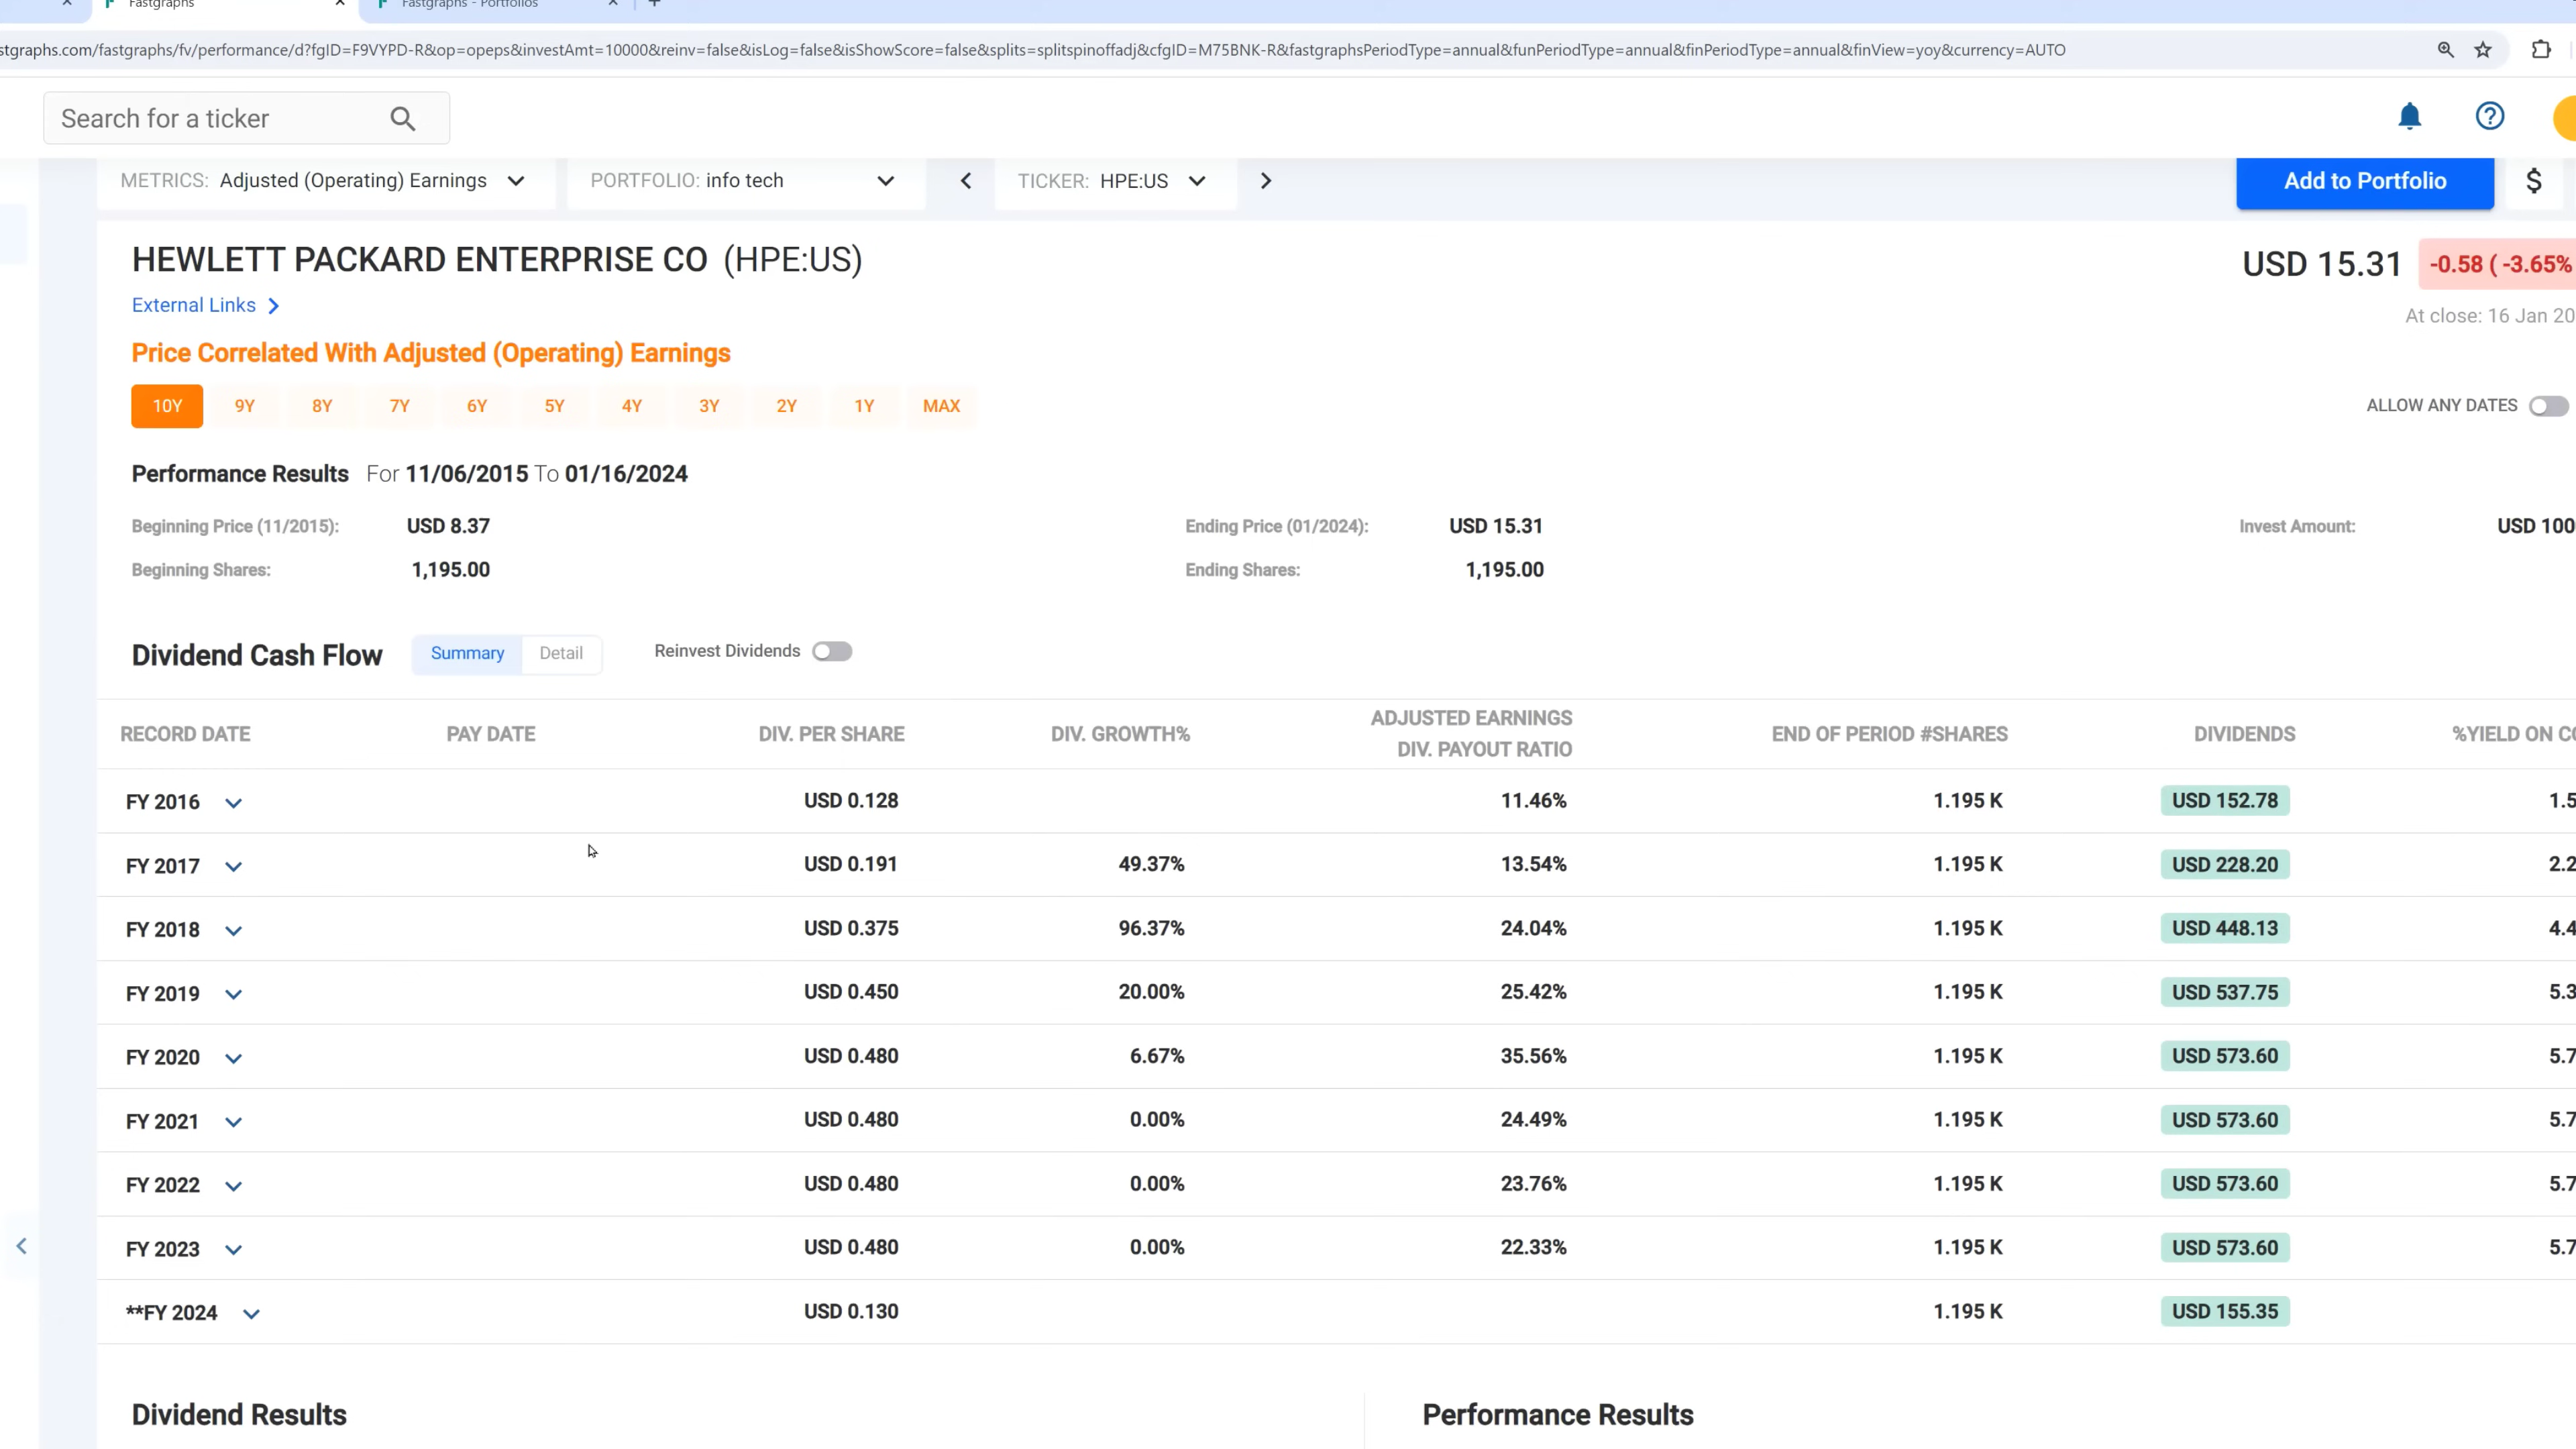 Fastgraphs
Fastgraphs - Portfolios
stgraphs.com/fastgraphs/fv/performance/d?fgID=F9VYPD-R&op=opeps&investAmt=10000&reinv=false&isLog=false&isShowScore=false&splits=splitspinoffadj&cfgID=M75BNK-R&fastgraphsPeriodType=annual&funPeriodType=annual&finPeriodType=annual&finView=yoy&currency=AUTO
Search for a ticker
METRICS: Adjusted (Operating) Earnings PORTFOLIO: info tech TICKER: HPE:US Add to Portfolio $
HEWLETT PACKARD ENTERPRISE CO (HPE:US) USD 15.31 -0.58 ( -3.65%
External Links At close: 16 Jan 20
Price Correlated With Adjusted (Operating) Earnings
10Y 9Y 8Y 7Y 6Y 5Y 4Y 3Y 2Y 1Y MAX ALLOW ANY DATES
Performance Results For 11/06/2015 To 01/16/2024
Beginning Price (11/2015): USD 8.37 Ending Price (01/2024): USD 15.31 Invest Amount: USD 100
Beginning Shares: 1,195.00 Ending Shares: 1,195.00
Dividend Cash Flow Summary Detail Reinvest Dividends
RECORD DATE PAY DATE DIV. PER SHARE DIV. GROWTH% ADJUSTED EARNINGS DIV. PAYOUT RATIO END OF PERIOD #SHARES DIVIDENDS %YIELD ON CO
FY 2016 USD 0.128 11.46% 1.195 K USD 152.78 1.5
FY 2017 USD 0.191 49.37% 13.54% 1.195 K USD 228.20 2.2
FY 2018 USD 0.375 96.37% 24.04% 1.195 K USD 448.13 4.4
FY 2019 USD 0.450 20.00% 25.42% 1.195 K USD 537.75 5.3
FY 2020 USD 0.480 6.67% 35.56% 1.195 K USD 573.60 5.7
FY 2021 USD 0.480 0.00% 24.49% 1.195 K USD 573.60 5.7
FY 2022 USD 0.480 0.00% 23.76% 1.195 K USD 573.60 5.7
FY 2023 USD 0.480 0.00% 22.33% 1.195 K USD 573.60 5.7
**FY 2024 USD 0.130 1.195 K USD 155.35
Dividend Results Performance Results